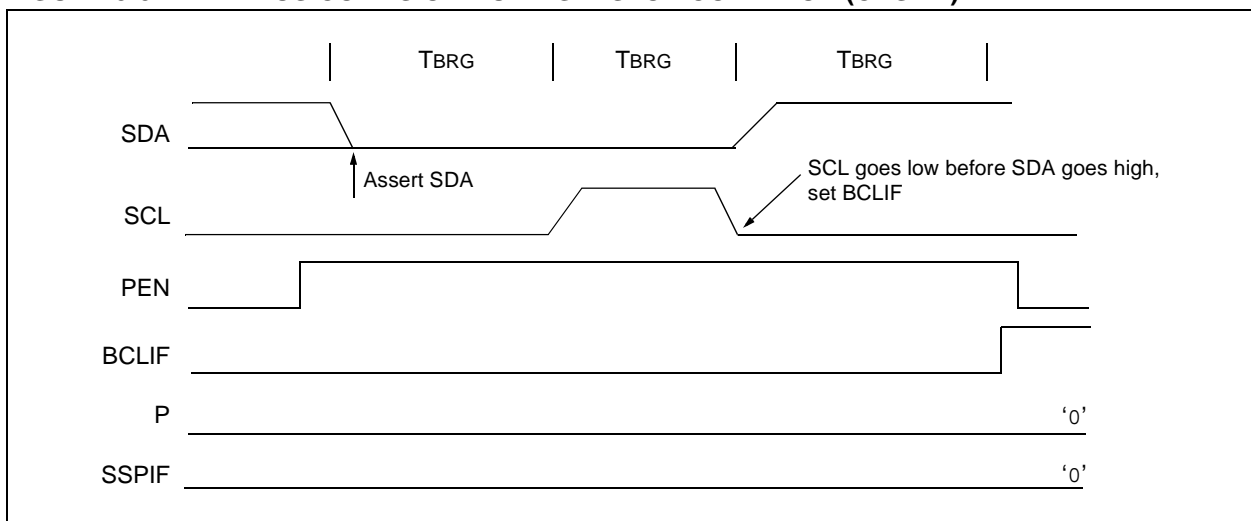 TBRG TBRG TBRG
SDA
Assert SDA
SCL goes low before SDA goes high,
set BCLIF
SCL
PEN
BCLIF
P '0'
SSPIF '0'